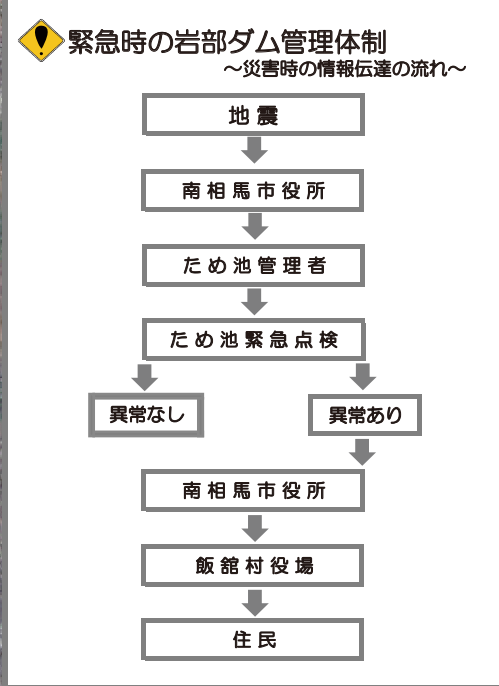 緊急時の岩部ダム管理体制
～災害時の情報伝達の流れ～
地震
南相馬市役所
ため池管理者
ため池緊急点検
異常なし
異常あり
南相馬市役所
飯舘村役場
住民